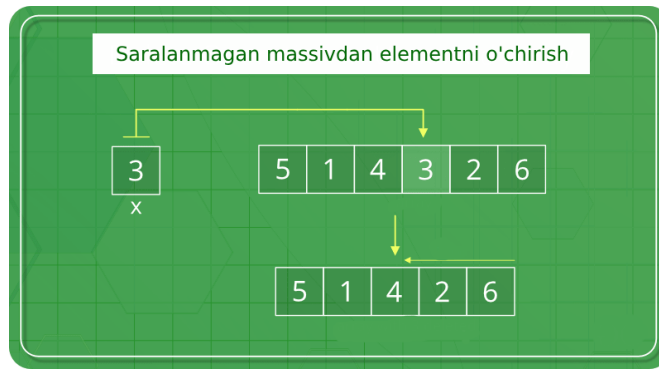 Saralanmagan massivdan elementni o'chirish
3 5 1 4 3 2 6
x
5 1 4 2 6